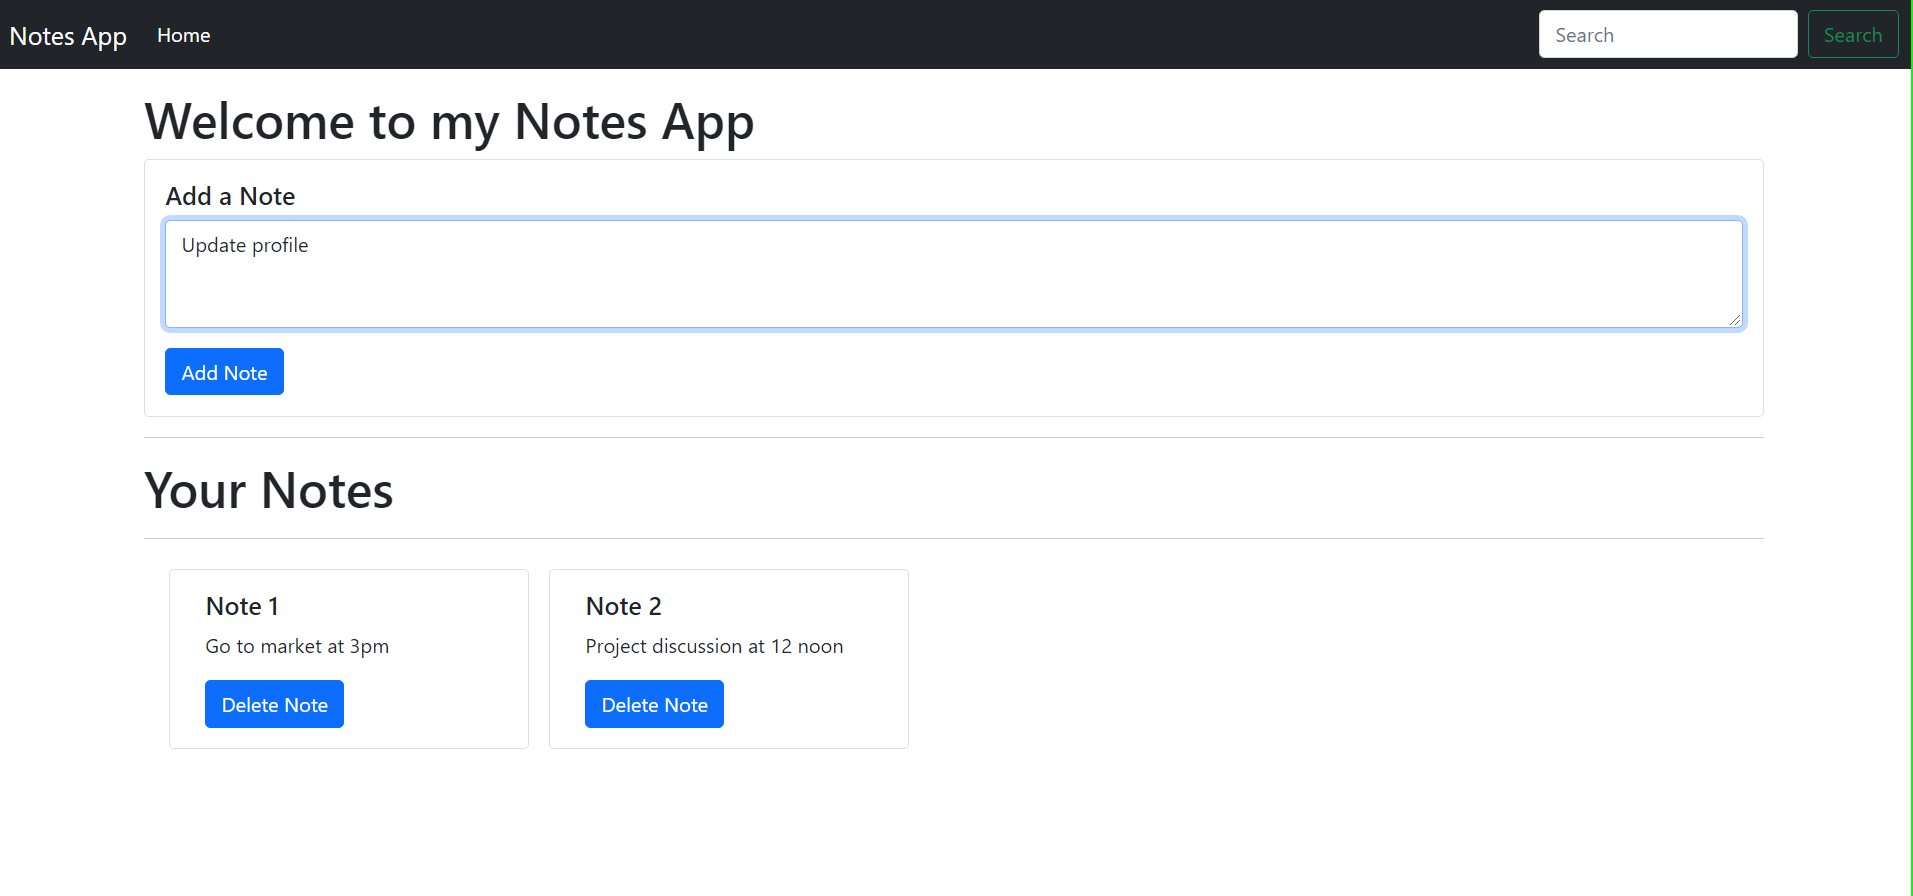 Notes App Home Search Search
Welcome to my Notes App
Add a Note
Update profile
Add Note
Your Notes
Note 1
Go to market at 3pm
Delete Note
Note 2
Project discussion at 12 noon
Delete Note